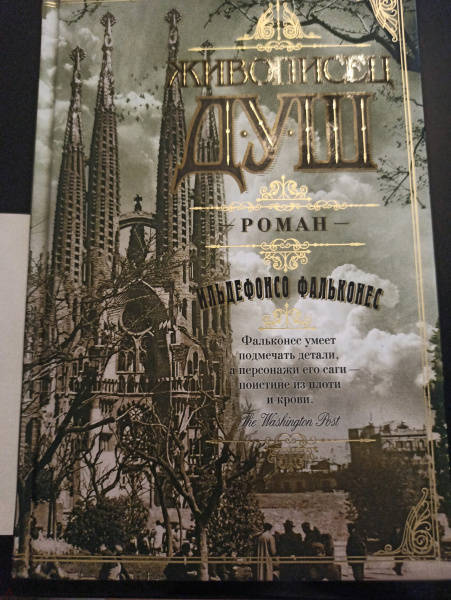 ЖИВОПИСЕЦ
ДУШ
РОМАН
ИЛЬДЕФОНСО ФАЛЬКОНЕС
Фальконес умеет
подмечать детали,
а персонажи его саги —
поистине из плоти
и крови.
The Washington Post